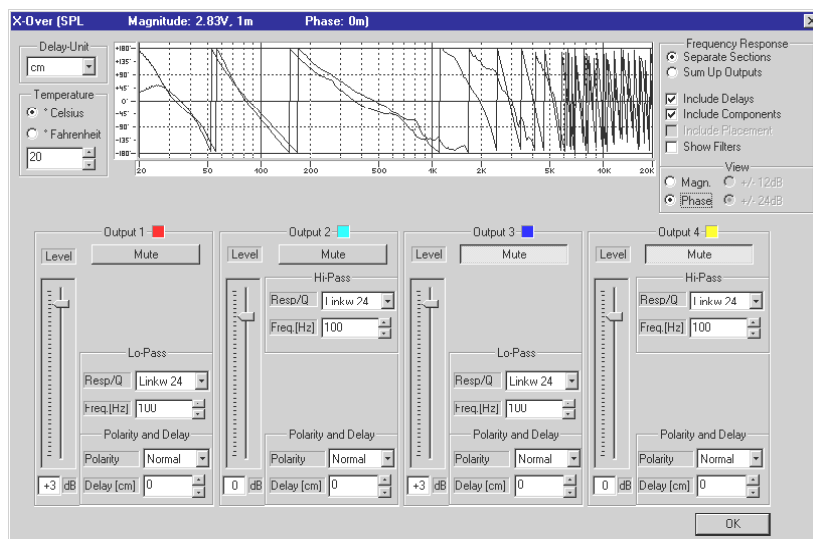 X-Over (SPL Magnitude: 2.83V, 1m Phase: 0m)
Delay-Unit
cm
Temperature
° Celsius
° Fahrenheit
20
+180°
+135°
+90°
+45°
0°
-45°
-90°
-135°
-180°
20 50 100 200 500 1K 2K 5K 10K 20K
Frequency Response
Separate Sections
Sum Up Outputs
Include Delays
Include Components
Include Placement
Show Filters
View
Magn. +/- 12dB
Phase +/- 24dB
Output 1
Level
Mute
Lo-Pass
Resp/Q Linkw 24
Freq.[Hz] 100
Polarity and Delay
Polarity Normal
+3 dB Delay [cm] 0
Output 2
Level
Mute
Hi-Pass
Resp/Q Linkw 24
Freq.[Hz] 100
Polarity and Delay
Polarity Normal
0 dB Delay [cm] 0
Output 3
Level
Mute
Lo-Pass
Resp/Q Linkw 24
Freq.[Hz] 100
Polarity and Delay
Polarity Normal
+3 dB Delay [cm] 0
Output 4
Level
Mute
Hi-Pass
Resp/Q Linkw 24
Freq.[Hz] 100
Polarity and Delay
Polarity Normal
0 dB Delay [cm] 0
OK